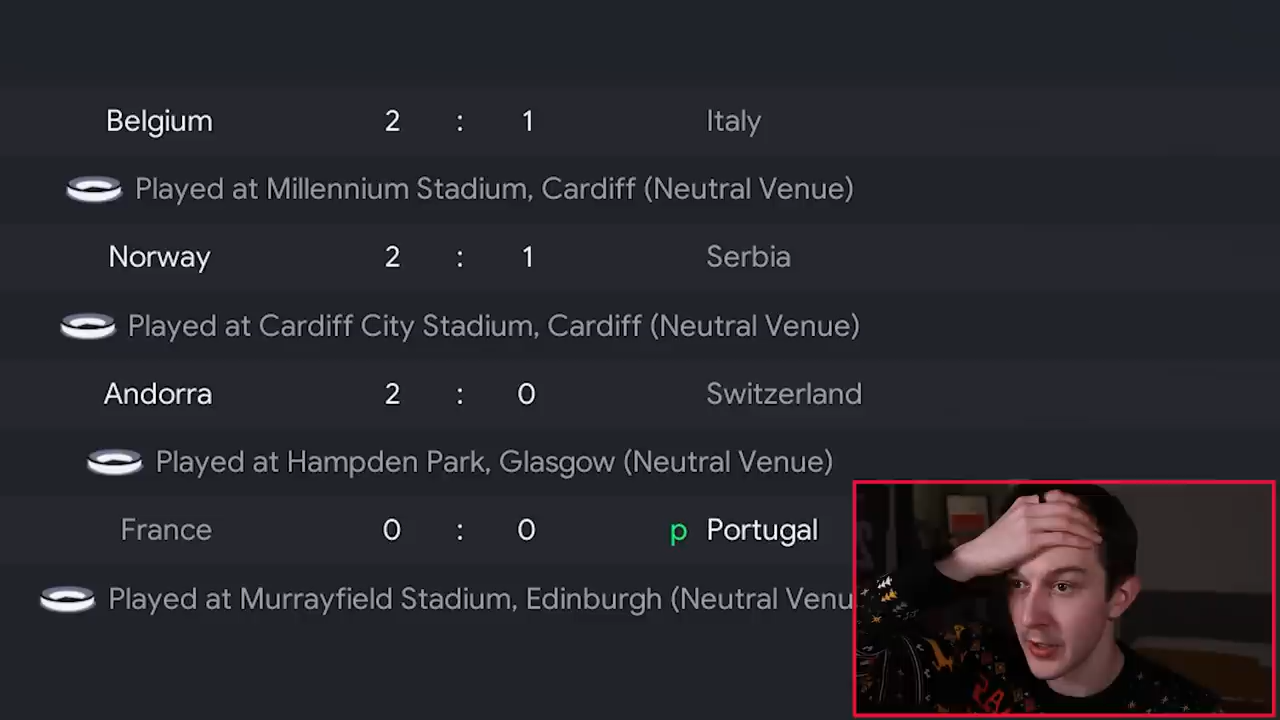 Belgium 2 : 1 Italy
Played at Millennium Stadium, Cardiff (Neutral Venue)
Norway 2 : 1 Serbia
Played at Cardiff City Stadium, Cardiff (Neutral Venue)
Andorra 2 : 0 Switzerland
Played at Hampden Park, Glasgow (Neutral Venue)
France 0 : 0 p Portugal
Played at Murrayfield Stadium, Edinburgh (Neutral Venu